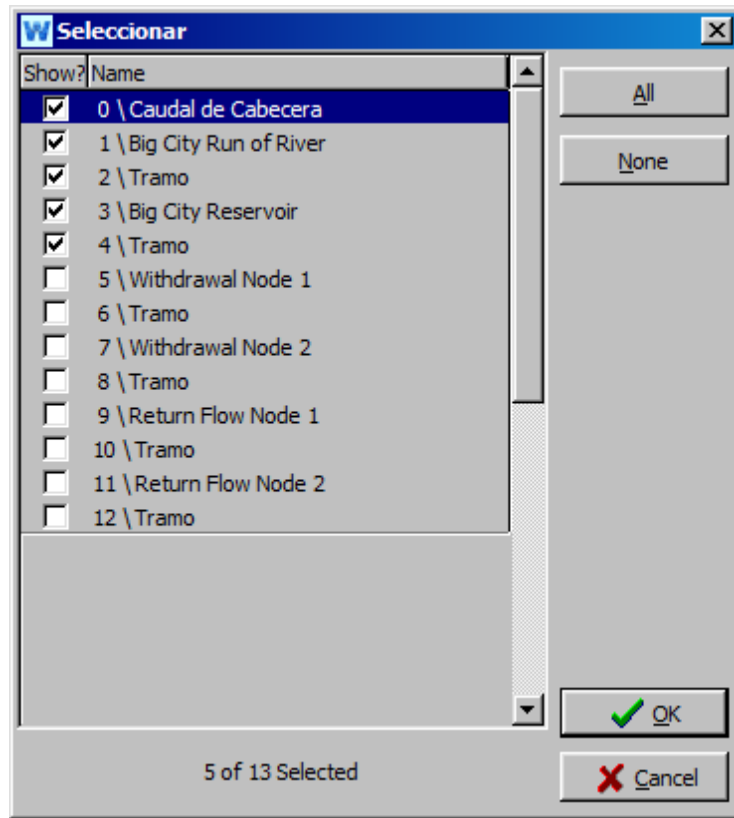 W Seleccionar
Show? Name
0 \ Caudal de Cabecera
1 \ Big City Run of River
2 \ Tramo
3 \ Big City Reservoir
4 \ Tramo
5 \ Withdrawal Node 1
6 \ Tramo
7 \ Withdrawal Node 2
8 \ Tramo
9 \ Return Flow Node 1
10 \ Tramo
11 \ Return Flow Node 2
12 \ Tramo
5 of 13 Selected
All
None
OK
Cancel